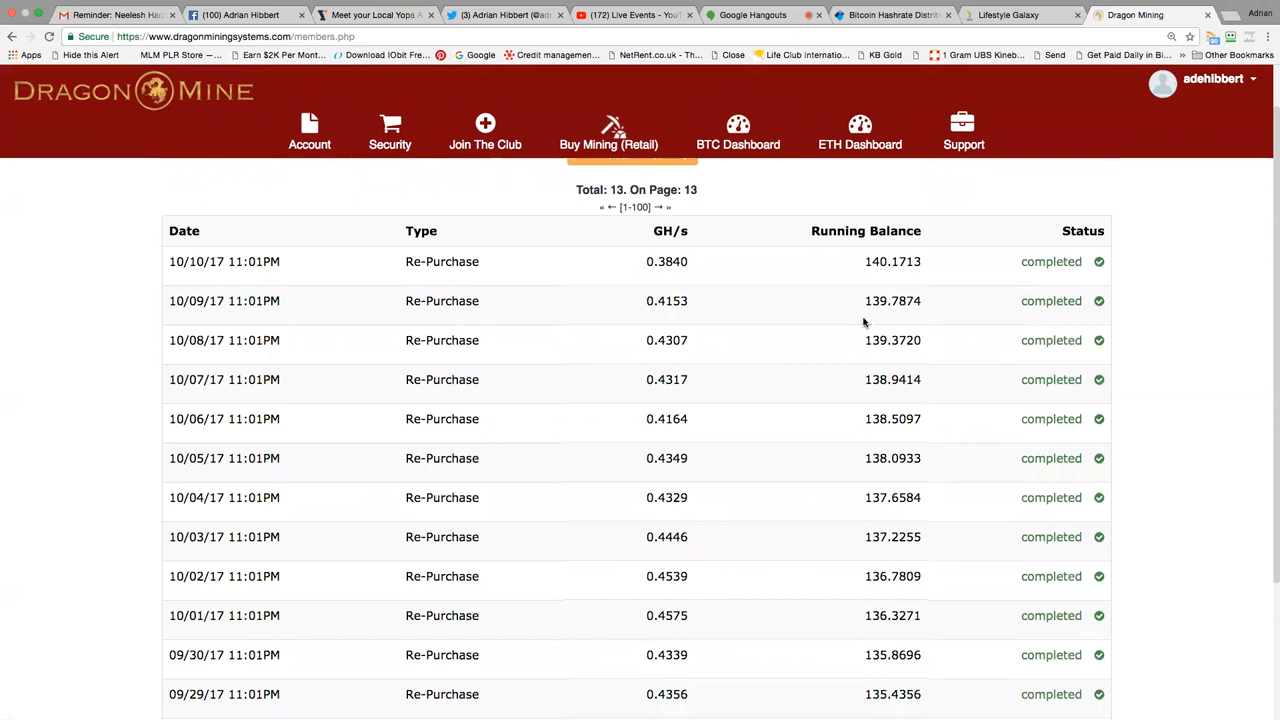 Reminder: Neelesh Har
(100) Adrian Hibbert
Meet your Local Yopa A
(3) Adrian Hibbert (@ad
(172) Live Events - YouT
Google Hangouts
Bitcoin Hashrate Distrib
Lifestyle Galaxy
Dragon Mining
Adrian
Secure https://www.dragonminingsystems.com/members.php
Apps Hide this Alert MLM PLR Store —... Earn $2K Per Mont... Download IObit Fre... Google Credit managemen... NetRent.co.uk - Th... Close Life Club internatio... KB Gold 1 Gram UBS Kineb... Send Get Paid Daily in Bi... » Other Bookmarks
DRAGON MINE
adehibbert
Account Security Join The Club Buy Mining (Retail) BTC Dashboard ETH Dashboard Support
Total: 13. On Page: 13
« ← [1-100] → »
Date Type GH/s Running Balance Status
10/10/17 11:01PM Re-Purchase 0.3840 140.1713 completed
10/09/17 11:01PM Re-Purchase 0.4153 139.7874 completed
10/08/17 11:01PM Re-Purchase 0.4307 139.3720 completed
10/07/17 11:01PM Re-Purchase 0.4317 138.9414 completed
10/06/17 11:01PM Re-Purchase 0.4164 138.5097 completed
10/05/17 11:01PM Re-Purchase 0.4349 138.0933 completed
10/04/17 11:01PM Re-Purchase 0.4329 137.6584 completed
10/03/17 11:01PM Re-Purchase 0.4446 137.2255 completed
10/02/17 11:01PM Re-Purchase 0.4539 136.7809 completed
10/01/17 11:01PM Re-Purchase 0.4575 136.3271 completed
09/30/17 11:01PM Re-Purchase 0.4339 135.8696 completed
09/29/17 11:01PM Re-Purchase 0.4356 135.4356 completed